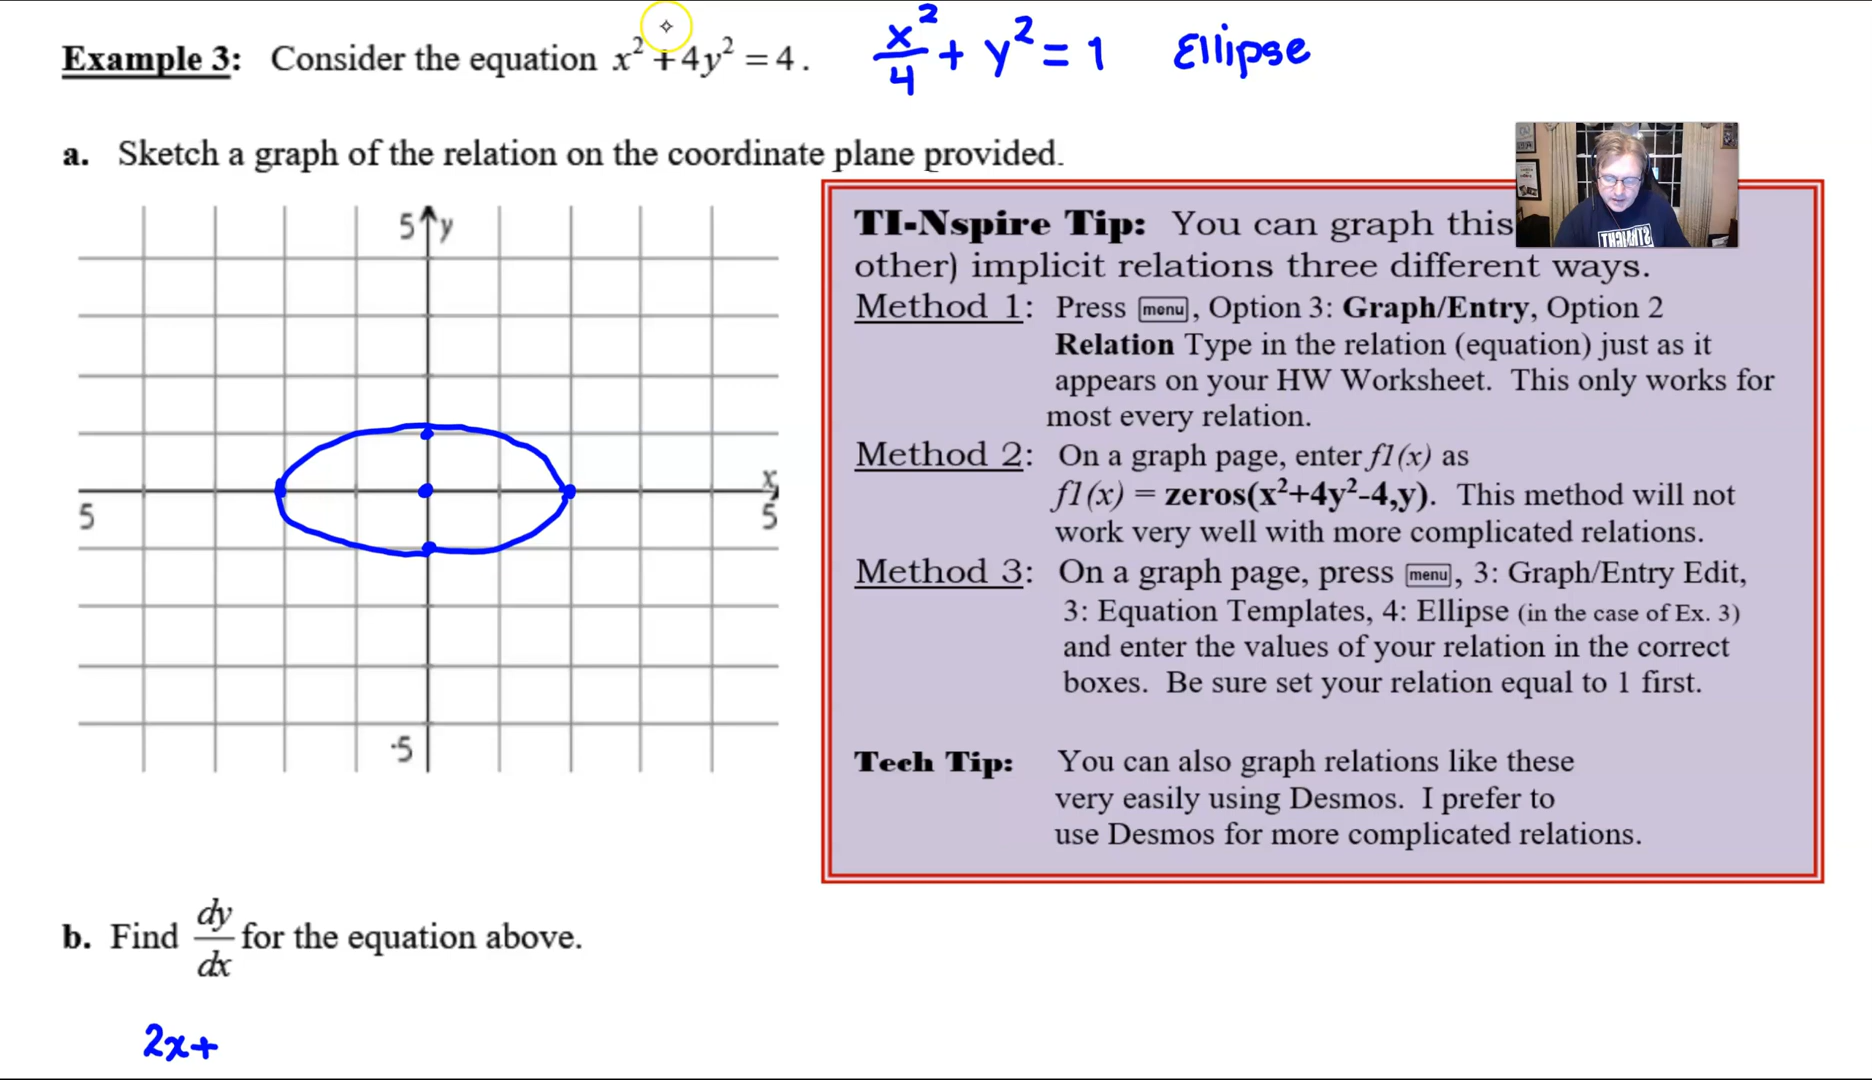 Example 3: Consider the equation x² + 4y² = 4. x²/4 + y² = 1 Ellipse
a. Sketch a graph of the relation on the coordinate plane provided.
5 y
x
5
5
-5
TI-Nspire Tip: You can graph this
other) implicit relations three different ways.
Method 1: Press menu, Option 3: Graph/Entry, Option 2
Relation Type in the relation (equation) just as it
appears on your HW Worksheet. This only works for
most every relation.
Method 2: On a graph page, enter f1(x) as
f1(x) = zeros(x²+4y²-4,y). This method will not
work very well with more complicated relations.
Method 3: On a graph page, press menu, 3: Graph/Entry Edit,
3: Equation Templates, 4: Ellipse (in the case of Ex. 3)
and enter the values of your relation in the correct
boxes. Be sure set your relation equal to 1 first.
Tech Tip: You can also graph relations like these
very easily using Desmos. I prefer to
use Desmos for more complicated relations.
b. Find dy/dx for the equation above.
2x+